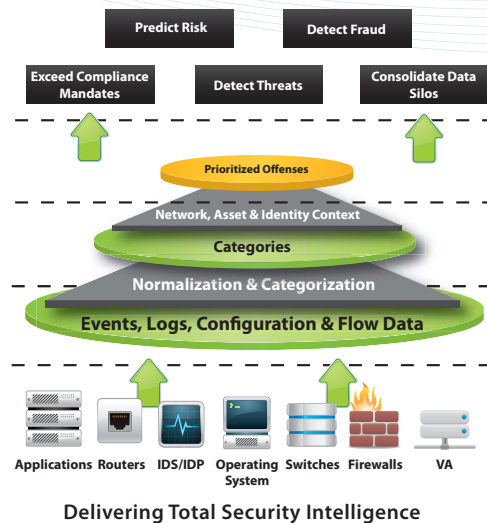 Predict Risk
Detect Fraud
Exceed Compliance
Mandates
Detect Threats
Consolidate Data
Silos
Prioritized Offenses
Network, Asset & Identity Context
Categories
Normalization & Categorization
Events, Logs, Configuration & Flow Data
Applications
Routers
IDS/IDP
Operating
System
Switches
Firewalls
VA
Delivering Total Security Intelligence